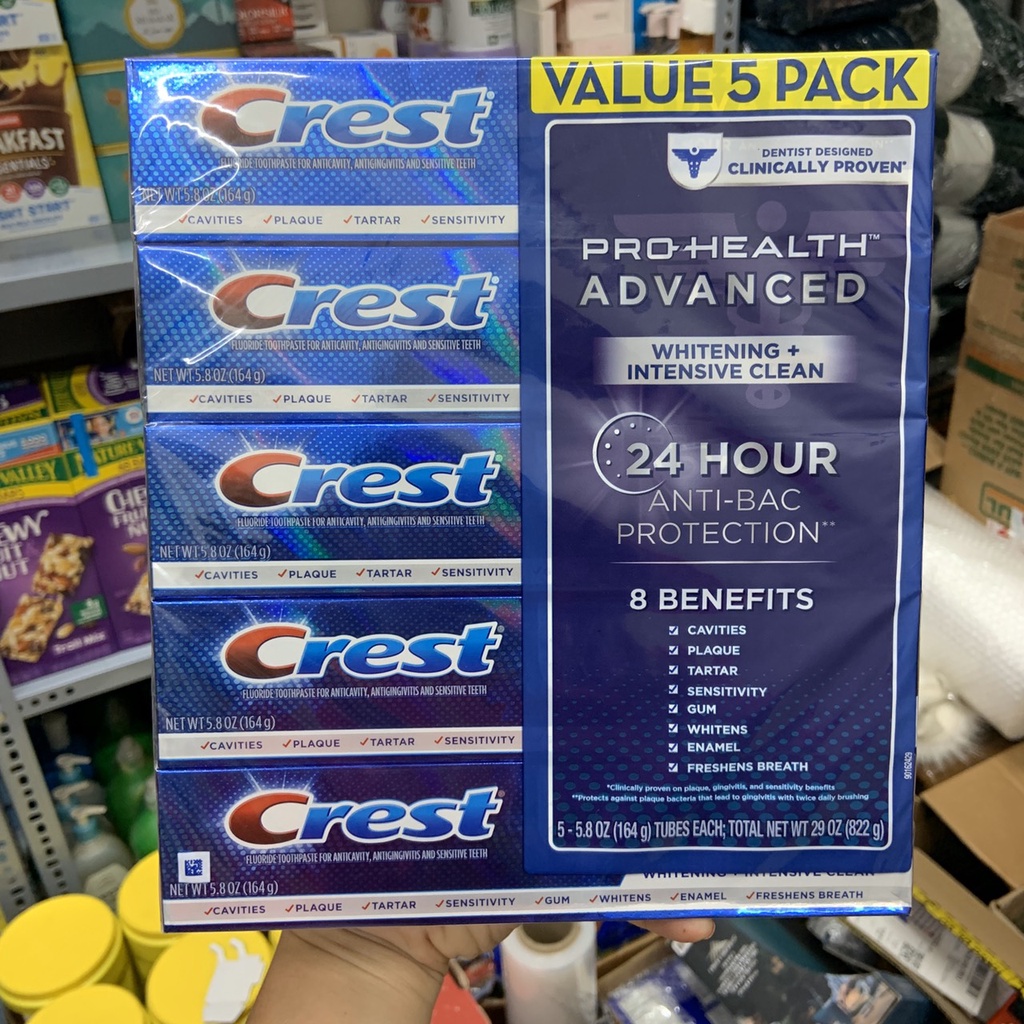 VALUE 5 PACK
Crest
FLUORIDE TOOTHPASTE FOR ANTICAVITY, ANTIGINGIVITIS AND SENSITIVE TEETH
NET WT 5.8 OZ (164 g)
✓CAVITIES ✓PLAQUE ✓TARTAR ✓SENSITIVITY
Crest
FLUORIDE TOOTHPASTE FOR ANTICAVITY, ANTIGINGIVITIS AND SENSITIVE TEETH
NET WT 5.8 OZ (164 g)
✓CAVITIES ✓PLAQUE ✓TARTAR ✓SENSITIVITY
Crest
FLUORIDE TOOTHPASTE FOR ANTICAVITY, ANTIGINGIVITIS AND SENSITIVE TEETH
NET WT 5.8 OZ (164 g)
✓CAVITIES ✓PLAQUE ✓TARTAR ✓SENSITIVITY
Crest
FLUORIDE TOOTHPASTE FOR ANTICAVITY, ANTIGINGIVITIS AND SENSITIVE TEETH
NET WT 5.8 OZ (164 g)
✓CAVITIES ✓PLAQUE ✓TARTAR ✓SENSITIVITY
Crest
FLUORIDE TOOTHPASTE FOR ANTICAVITY, ANTIGINGIVITIS AND SENSITIVE TEETH
NET WT 5.8 OZ (164 g)
WHITENING + INTENSIVE CLEAN
✓CAVITIES ✓PLAQUE ✓TARTAR ✓SENSITIVITY ✓GUM ✓WHITENS ✓ENAMEL ✓FRESHENS BREATH
DENTIST DESIGNED
CLINICALLY PROVEN*
PRO-HEALTH™
ADVANCED
WHITENING +
INTENSIVE CLEAN
24 HOUR
ANTI-BAC
PROTECTION**
8 BENEFITS
☑ CAVITIES
☑ PLAQUE
☑ TARTAR
☑ SENSITIVITY
☑ GUM
☑ WHITENS
☑ ENAMEL
☑ FRESHENS BREATH
*Clinically proven on plaque, gingivitis, and sensitivity benefits
**Protects against plaque bacteria that lead to gingivitis with twice daily brushing
5 - 5.8 OZ (164 g) TUBES EACH; TOTAL NET WT 29 OZ (822 g)
90162429
AKFAST
VALLEY
Trail Mix